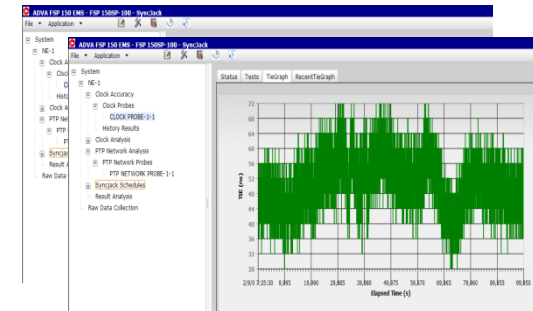 ADVA FSP 150 EMS - FSP 150SP-100 - SyncJack
File Application
System
NE-1
Clock A
Clock
Histo
Clock A
PTP Ne
PTP
Syncjac
Result A
Raw Data
ADVA FSP 150 EMS - FSP 150SP-100 - SyncJack
File Application
System
NE-1
Clock Accuracy
Clock Probes
CLOCK PROBE-1-1
History Results
Clock Analysis
PTP Network Analysis
PTP Network Probes
PTP NETWORK PROBE-1-1
Syncjack Schedules
Result Analysis
Raw Data Collection
Status Tests TieGraph RecentTieGraph
72
68
64
60
56
52
48
44
40
36
32
28
Elapsed Time (s)